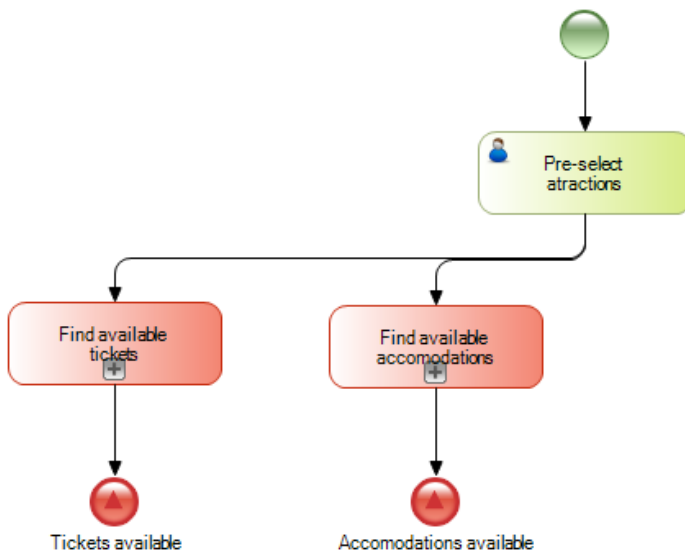 Pre-select
atractions
Find available
tickets
Find available
accomodations
Tickets available
Accomodations available